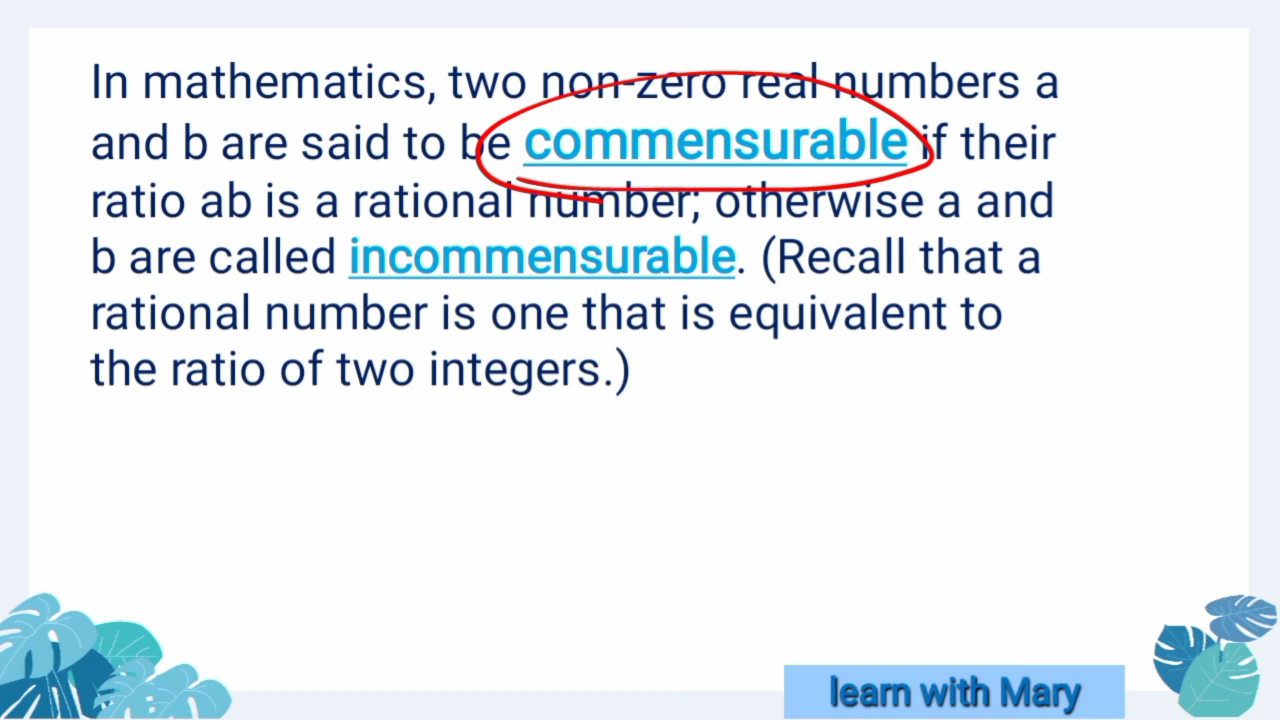 In mathematics, two non-zero real numbers a
and b are said to be commensurable if their
ratio ab is a rational number; otherwise a and
b are called incommensurable. (Recall that a
rational number is one that is equivalent to
the ratio of two integers.)
learn with Mary